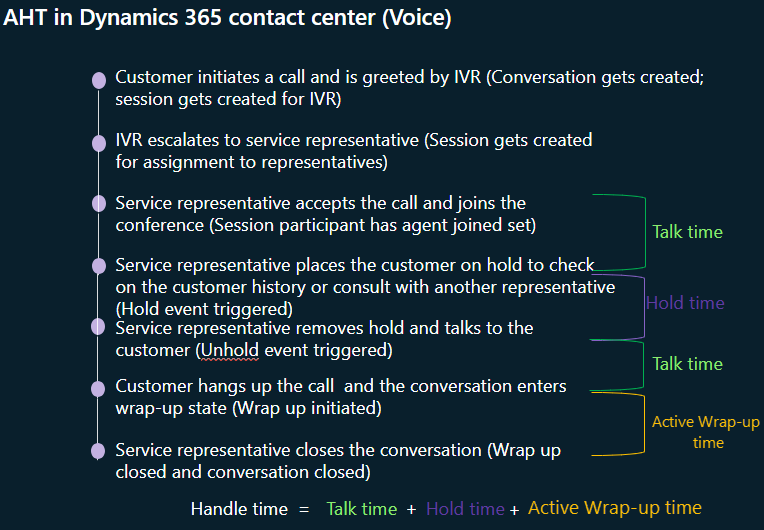 AHT in Dynamics 365 contact center (Voice)
Customer initiates a call and is greeted by IVR (Conversation gets created;
session gets created for IVR)
IVR escalates to service representative (Session gets created
for assignment to representatives)
Service representative accepts the call and joins the
conference (Session participant has agent joined set)
Talk time
Service representative places the customer on hold to check
on the customer history or consult with another representative
(Hold event triggered)
Hold time
Service representative removes hold and talks to the
customer (Unhold event triggered)
Talk time
Customer hangs up the call and the conversation enters
wrap-up state (Wrap up initiated)
Active Wrap-up
time
Service representative closes the conversation (Wrap up
closed and conversation closed)
Handle time = Talk time + Hold time + Active Wrap-up time